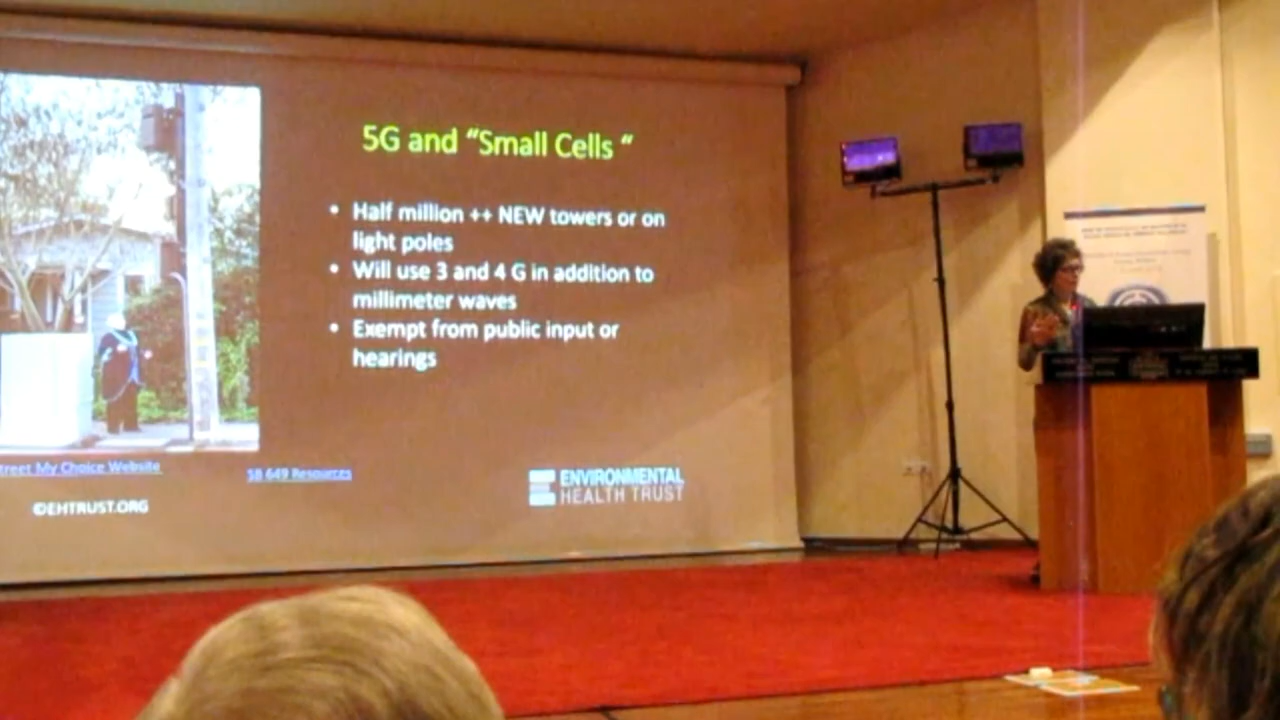 5G and “Small Cells “
• Half million ++ NEW towers or on
light poles
• Will use 3 and 4 G in addition to
millimeter waves
• Exempt from public input or
hearings
treet My Choice Website
SB 649 Resources
©EHTRUST.ORG
ENVIRONMENTAL
HEALTH TRUST